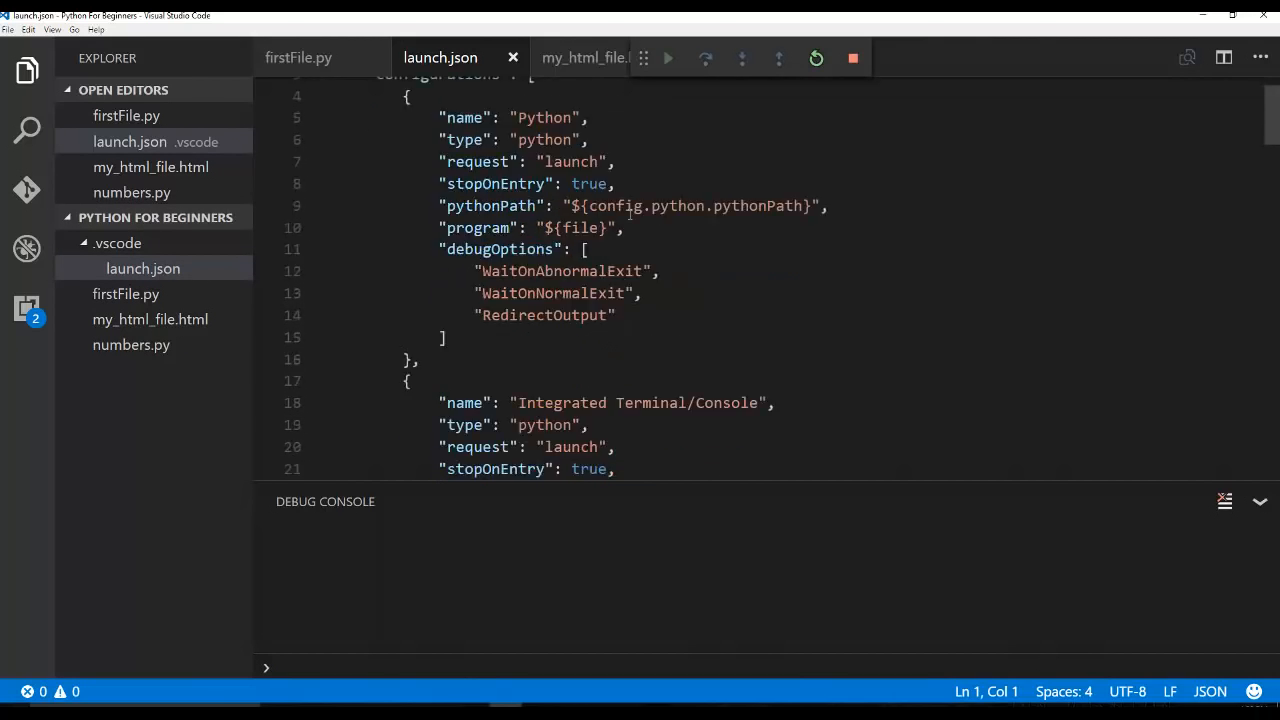 launch.json - Python For Beginners - Visual Studio Code
File Edit View Go Help
EXPLORER
OPEN EDITORS
firstFile.py
launch.json .vscode
my_html_file.html
numbers.py
PYTHON FOR BEGINNERS
.vscode
launch.json
firstFile.py
my_html_file.html
numbers.py
2
firstFile.py launch.json my_html_file.
"configurations": [
4 {
5 "name": "Python",
6 "type": "python",
7 "request": "launch",
8 "stopOnEntry": true,
9 "pythonPath": "${config.python.pythonPath}",
10 "program": "${file}",
11 "debugOptions": [
12 "WaitOnAbnormalExit",
13 "WaitOnNormalExit",
14 "RedirectOutput"
15 ]
16 },
17 {
18 "name": "Integrated Terminal/Console",
19 "type": "python",
20 "request": "launch",
21 "stopOnEntry": true,
DEBUG CONSOLE
0 0 Ln 1, Col 1 Spaces: 4 UTF-8 LF JSON